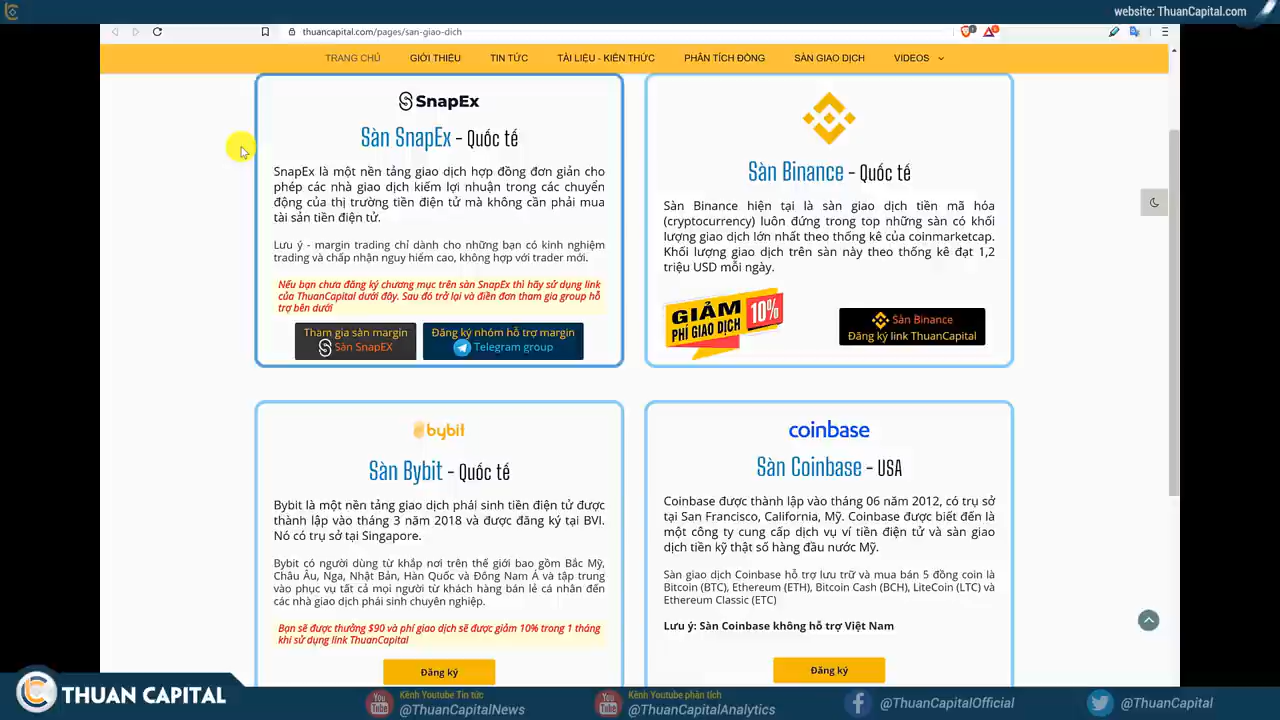 website: ThuanCapital.com
thuancapital.com/pages/san-giao-dich
TRANG CHỦ GIỚI THIỆU TIN TỨC TÀI LIỆU - KIẾN THỨC PHÂN TÍCH ĐỒNG SÀN GIAO DỊCH VIDEOS
SnapEx
Sàn SnapEx - Quốc tế
SnapEx là một nền tảng giao dịch hợp đồng đơn giản cho
phép các nhà giao dịch kiếm lợi nhuận trong các chuyển
động của thị trường tiền điện tử mà không cần phải mua
tài sản tiền điện tử.
Lưu ý - margin trading chỉ dành cho những bạn có kinh nghiệm
trading và chấp nhận nguy hiểm cao, không hợp với trader mới.
Nếu bạn chưa đăng ký chương mục trên sàn SnapEx thì hãy sử dụng link
của ThuanCapital dưới đây. Sau đó trở lại và điền đơn tham gia group hỗ
trợ bên dưới
Tham gia sàn margin
Sàn SnapEX
Đăng ký nhóm hỗ trợ margin
Telegram group
Sàn Binance - Quốc tế
Sàn Binance hiện tại là sàn giao dịch tiền mã hóa
(cryptocurrency) luôn đứng trong top những sàn có khối
lượng giao dịch lớn nhất theo thống kê của coinmarketcap.
Khối lượng giao dịch trên sàn này theo thống kê đạt 1,2
triệu USD mỗi ngày.
GIẢM 10%
PHÍ GIAO DỊCH
Sàn Binance
Đăng ký link ThuanCapital
bybit
Sàn Bybit - Quốc tế
Bybit là một nền tảng giao dịch phái sinh tiền điện tử được
thành lập vào tháng 3 năm 2018 và được đăng ký tại BVI.
Nó có trụ sở tại Singapore.
Bybit có người dùng từ khắp nơi trên thế giới bao gồm Bắc Mỹ,
Châu Âu, Nga, Nhật Bản, Hàn Quốc và Đông Nam Á và tập trung
vào phục vụ tất cả mọi người từ khách hàng bán lẻ cá nhân đến
các nhà giao dịch phái sinh chuyên nghiệp.
Bạn sẽ được thưởng $90 và phí giao dịch sẽ được giảm 10% trong 1 tháng
khi sử dụng link ThuanCapital
Đăng ký
coinbase
Sàn Coinbase - USA
Coinbase được thành lập vào tháng 06 năm 2012, có trụ sở
tại San Francisco, California, Mỹ. Coinbase được biết đến là
một công ty cung cấp dịch vụ ví tiền điện tử và sàn giao
dịch tiền kỹ thật số hàng đầu nước Mỹ.
Sàn giao dịch Coinbase hỗ trợ lưu trữ và mua bán 5 đồng coin là
Bitcoin (BTC), Ethereum (ETH), Bitcoin Cash (BCH), LiteCoin (LTC) và
Ethereum Classic (ETC)
Lưu ý: Sàn Coinbase không hỗ trợ Việt Nam
Đăng ký
THUAN CAPITAL
You Tube
Kênh Youtube Tin tức
@ThuanCapitalNews
You Tube
Kênh Youtube phân tích
@ThuanCapitalAnalytics
@ThuanCapitalOfficial
@ThuanCapital